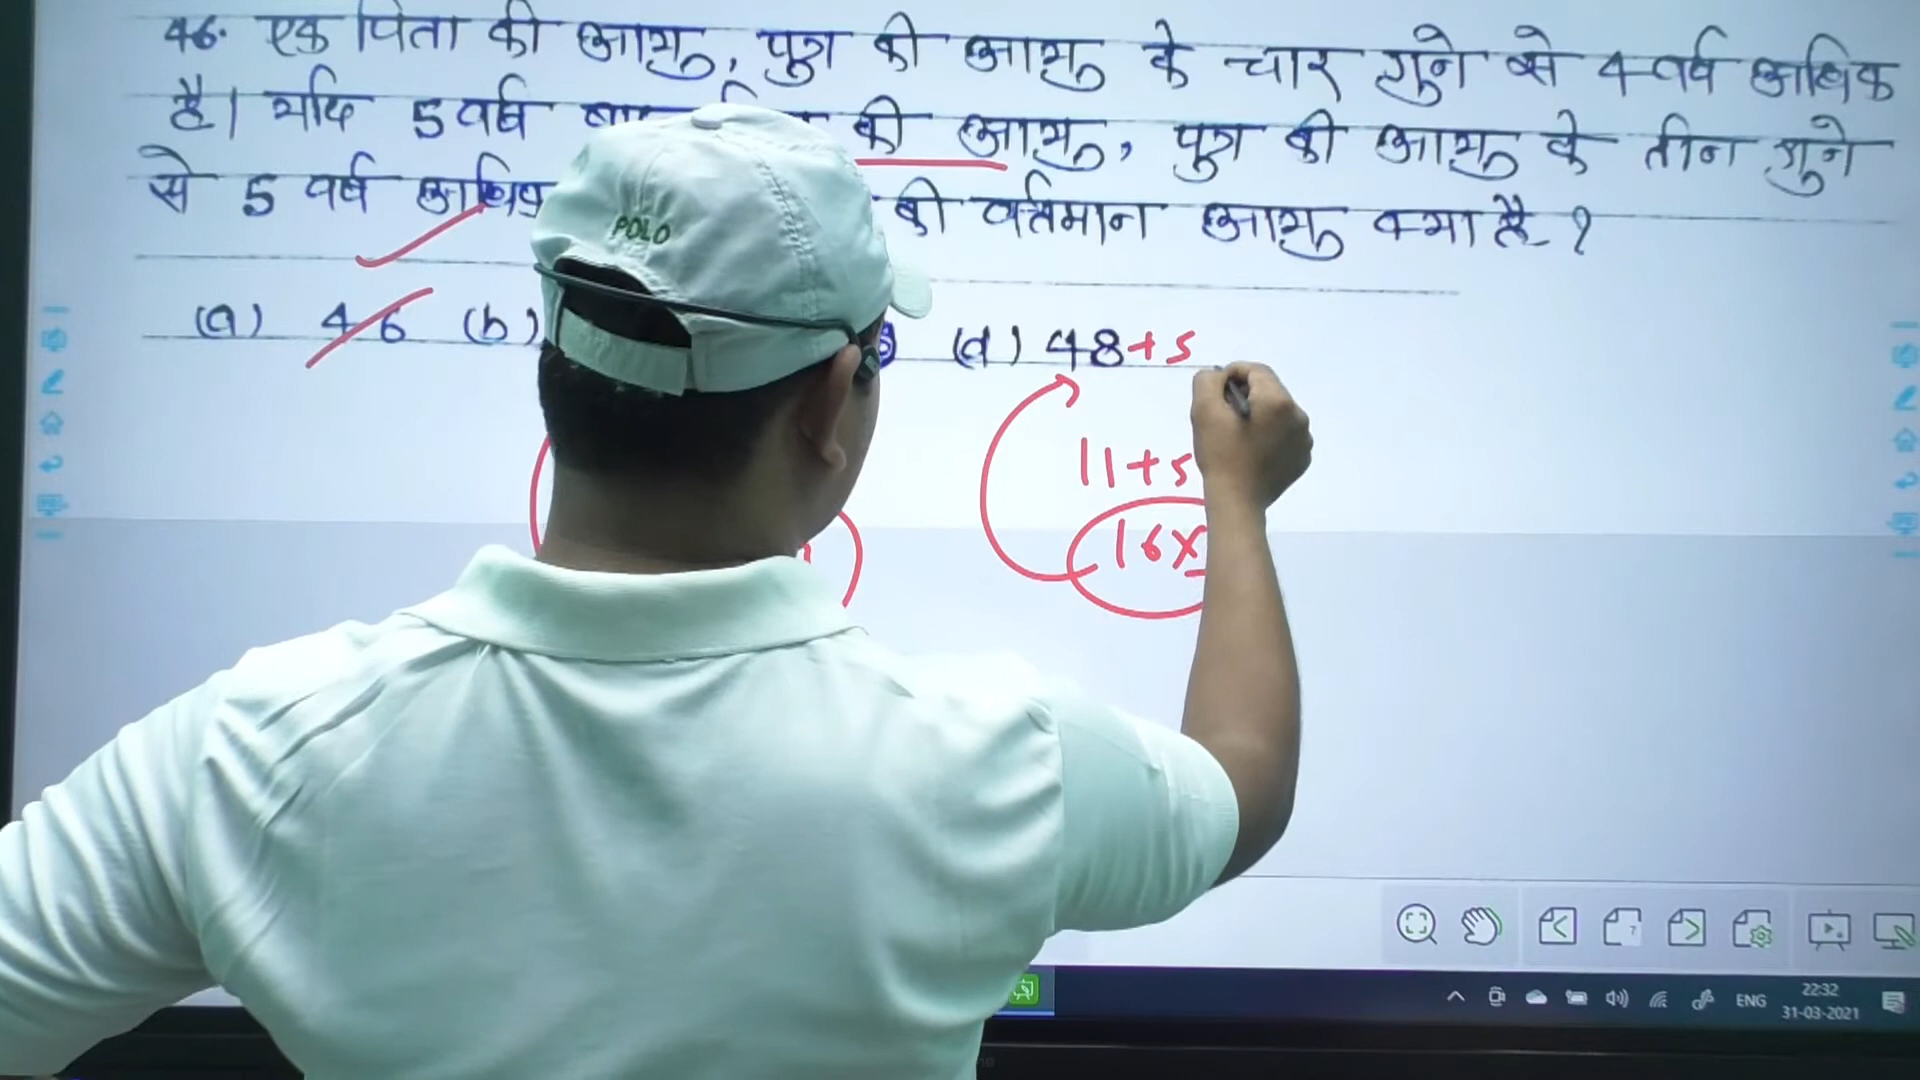 46. एक पिता की आयु, पुत्र की आयु के चार गुने से 4 वर्ष अधिक
है। यदि 5 वर्ष की आयु, पुत्र की आयु के तीन गुने
से 5 वर्ष अधिक की वर्तमान आयु क्या है ?
(a) 46 (b) (d) 48+5
11+5
16x
POLO
ENG 22:32
31-03-2021